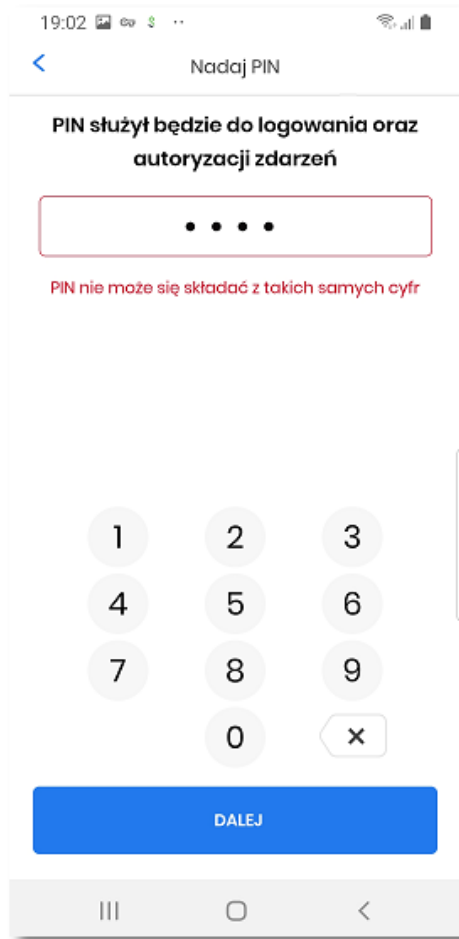 19:02
Nadaj PIN
PIN służył będzie do logowania oraz
autoryzacji zdarzeń
PIN nie może się składać z takich samych cyfr
1 2 3
4 5 6
7 8 9
0
DALEJ